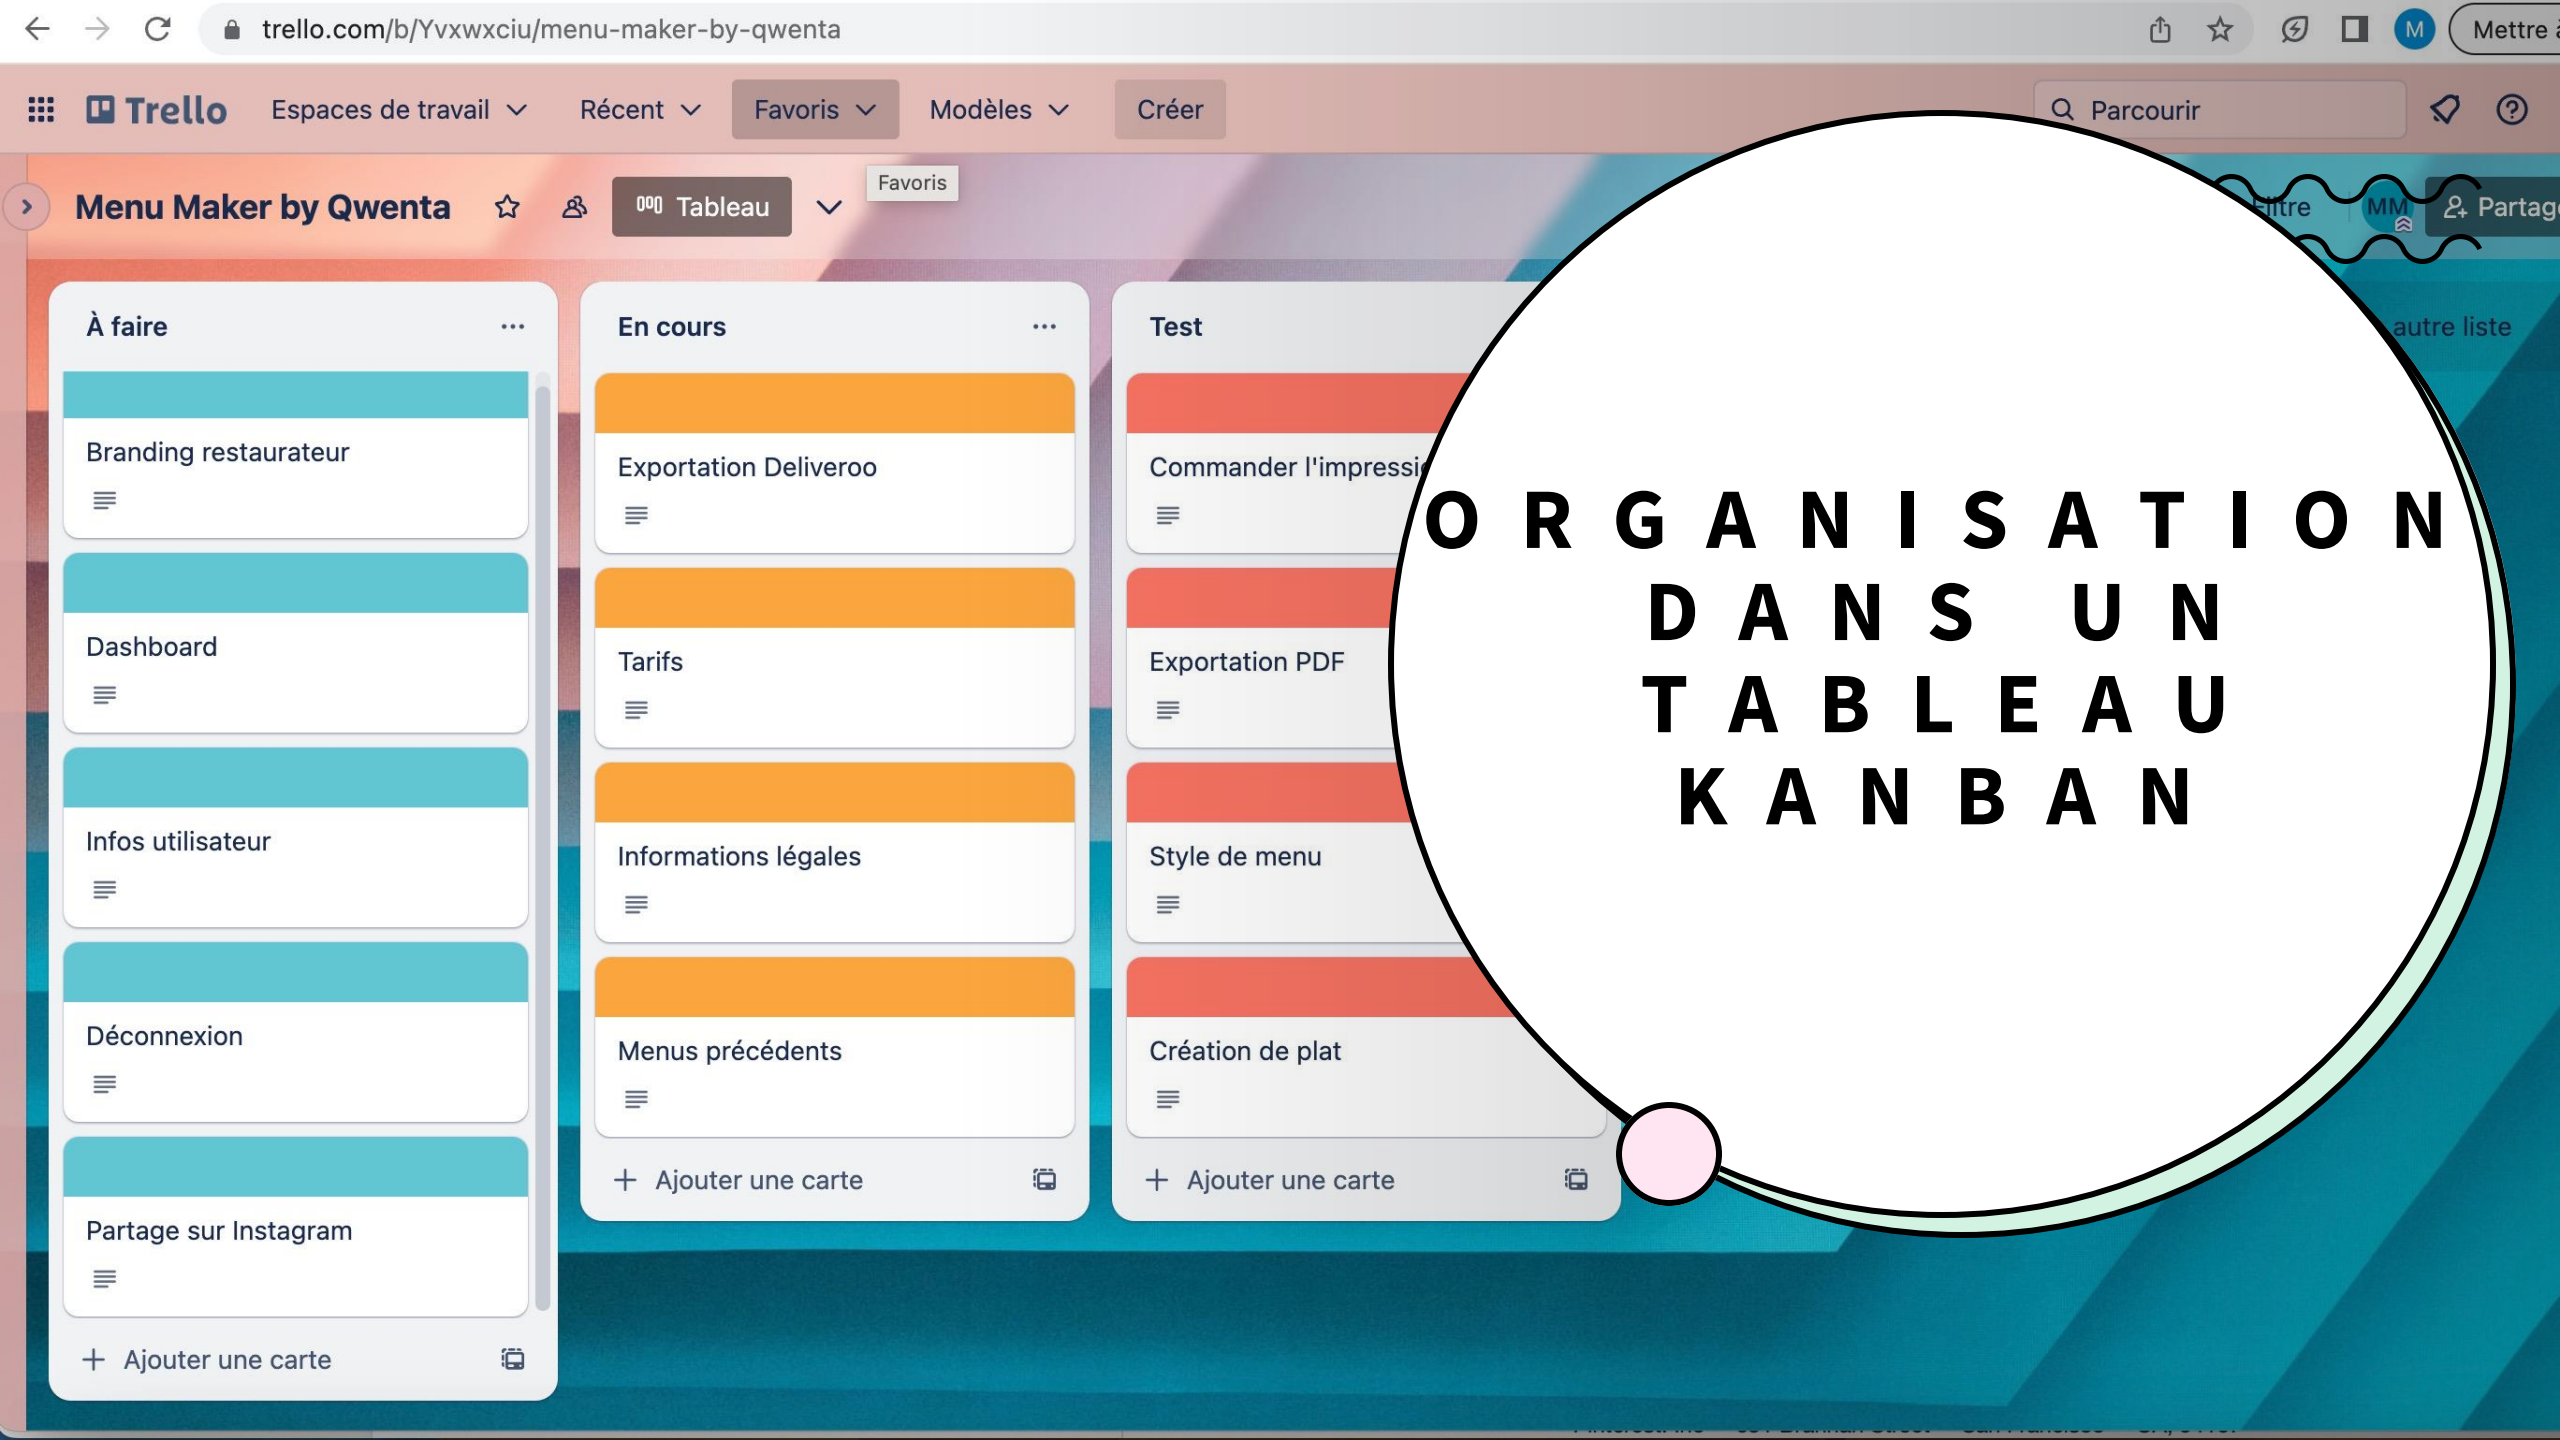 trello.com/b/Yvxwxciu/menu-maker-by-qwenta
M
Mettre
Trello
Espaces de travail
Récent
Favoris
Modèles
Créer
Parcourir
Menu Maker by Qwenta
Tableau
Favoris
Filtre
MM
Partag
À faire
Branding restaurateur
Dashboard
Infos utilisateur
Déconnexion
Partage sur Instagram
+ Ajouter une carte
En cours
Exportation Deliveroo
Tarifs
Informations légales
Menus précédents
+ Ajouter une carte
Test
Commander l'impressi
Exportation PDF
Style de menu
Création de plat
+ Ajouter une carte
autre liste
ORGANISATION
DANS UN
TABLEAU
KANBAN